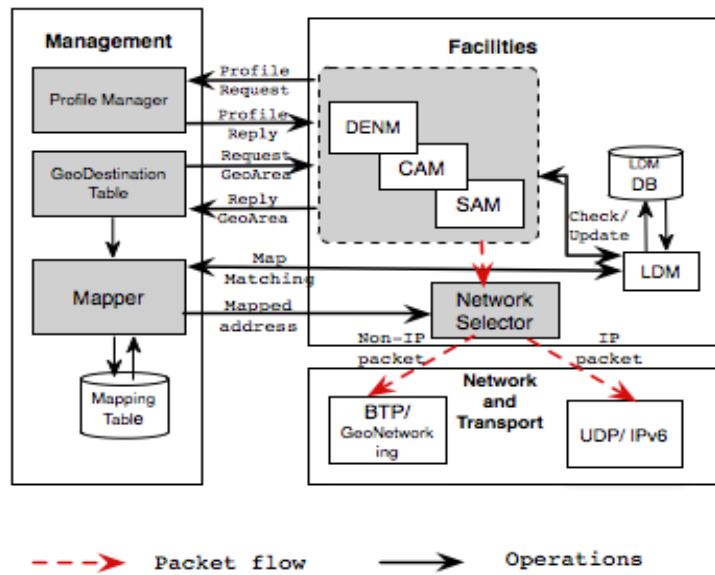 Management
Facilities
Profile Manager
Profile
Request
Profile
Reply
DENM
CAM
SAM
GeoDestination
Table
Request
GeoArea
Reply
GeoArea
LDM
DB
Check/
Update
LDM
Mapper
Map
Matching
Mapped
address
Network
Selector
Non-IP
packet
IP
packet
Mapping
Table
Network
and
Transport
BTP/
GeoNetwork
ing
UDP/ IPv6
Packet flow
Operations